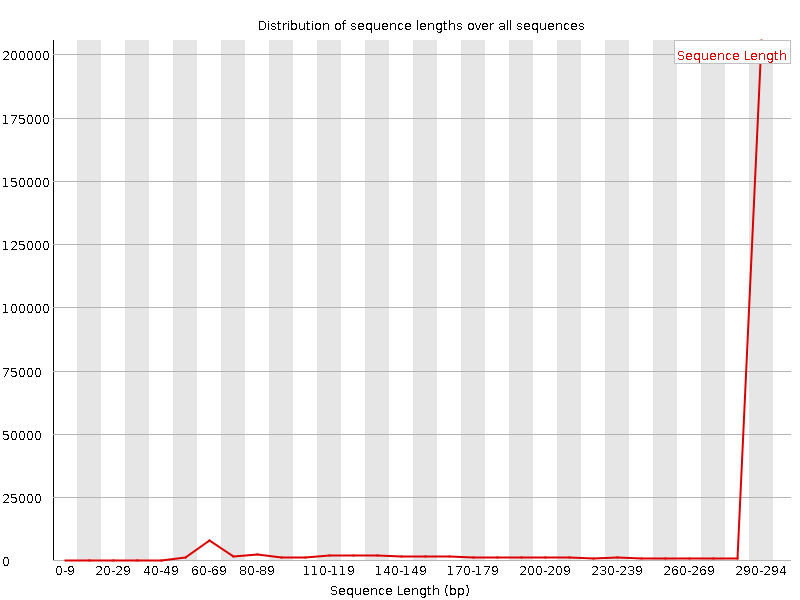 Distribution of sequence lengths over all sequences
Sequence Length
200000
175000
150000
125000
100000
75000
50000
25000
0
0-9 20-29 40-49 60-69 80-89 110-119 140-149 170-179 200-209 230-239 260-269 290-294
Sequence Length (bp)